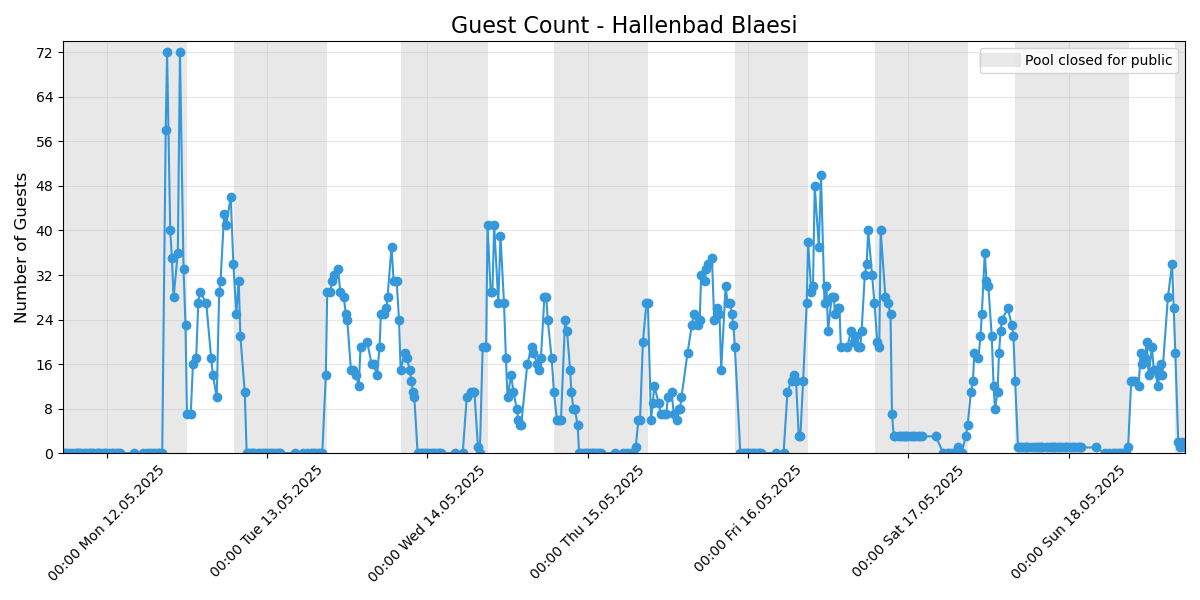 Guest Count - Hallenbad Blaesi
Pool closed for public
Number of Guests
72
64
56
48
40
32
24
16
8
0
00:00 Mon 12.05.2025
00:00 Tue 13.05.2025
00:00 Wed 14.05.2025
00:00 Thu 15.05.2025
00:00 Fri 16.05.2025
00:00 Sat 17.05.2025
00:00 Sun 18.05.2025